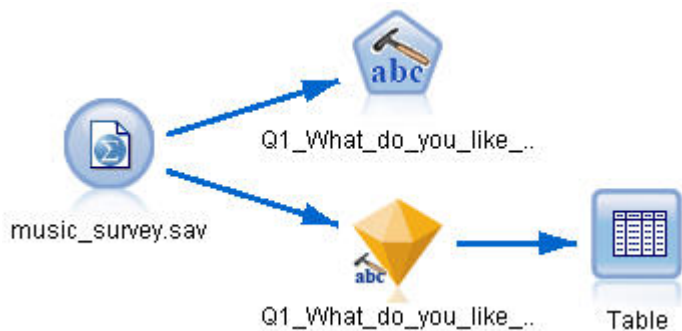 abc
Q1_What_do_you_like_..
music_survey.sav
abc
Q1_What_do_you_like_..
Table